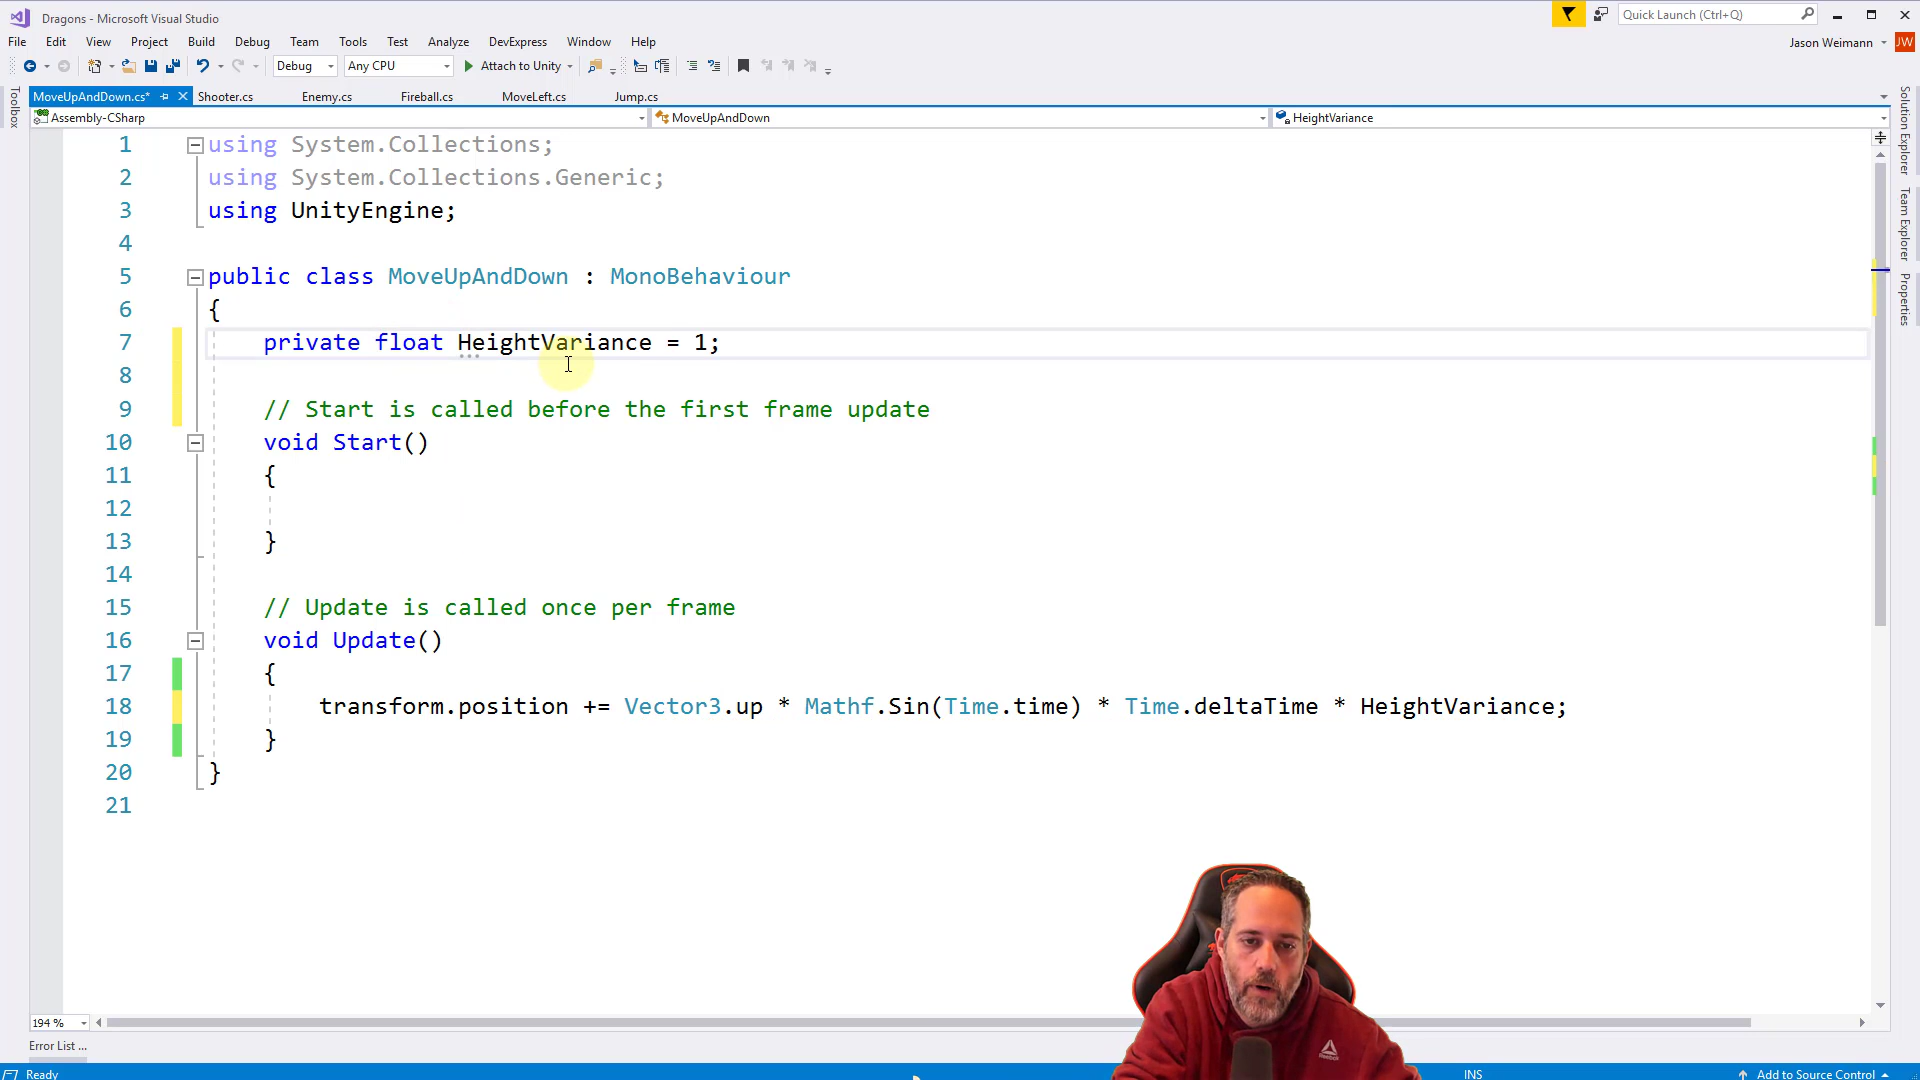 Dragons - Microsoft Visual Studio
Quick Launch (Ctrl+Q)
File Edit View Project Build Debug Team Tools Test Analyze DevExpress Window Help
Jason Weimann JW
Debug Any CPU Attach to Unity
Toolbox
MoveUpAndDown.cs* Shooter.cs Enemy.cs Fireball.cs MoveLeft.cs Jump.cs
Assembly-CSharp MoveUpAndDown HeightVariance
Solution Explorer
Team Explorer
Properties
1 using System.Collections;
2 using System.Collections.Generic;
3 using UnityEngine;
4
5 public class MoveUpAndDown : MonoBehaviour
6 {
7 private float HeightVariance = 1;
8
9 // Start is called before the first frame update
10 void Start()
11 {
12
13 }
14
15 // Update is called once per frame
16 void Update()
17 {
18 transform.position += Vector3.up * Mathf.Sin(Time.time) * Time.deltaTime * HeightVariance;
19 }
20 }
21
194 %
Error List ...
Ready INS Add to Source Control
Reebok